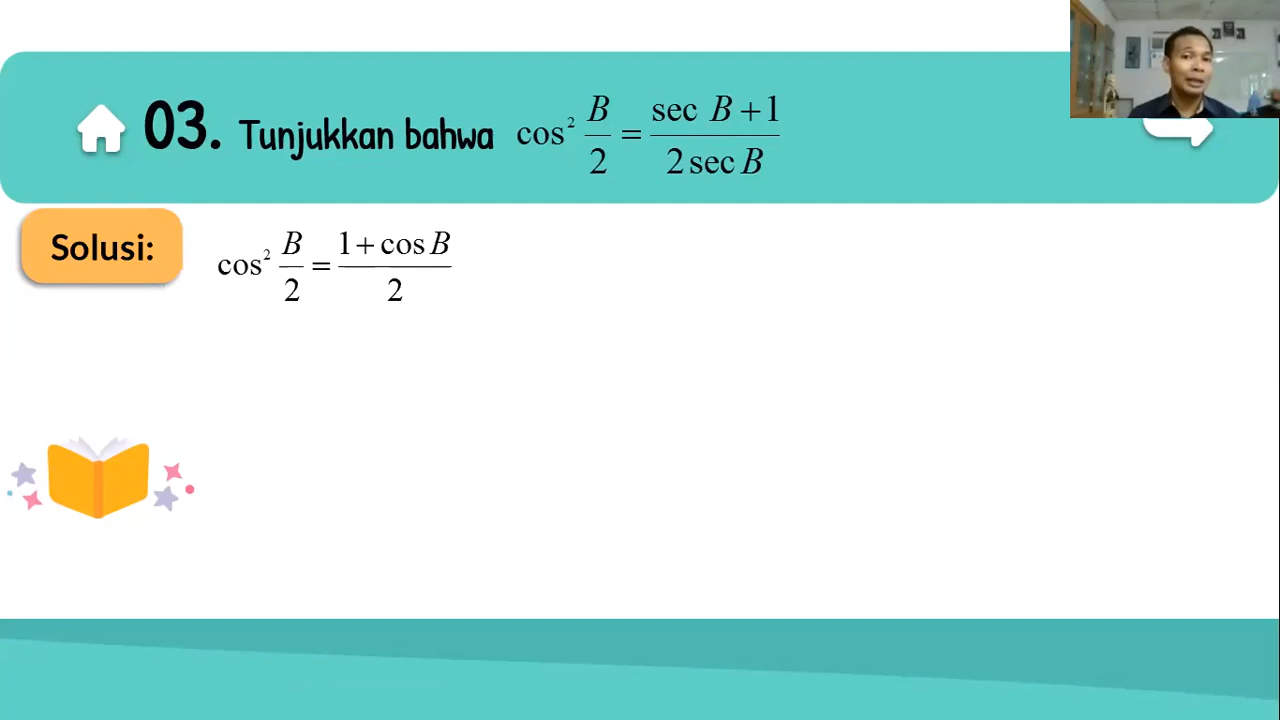 03. Tunjukkan bahwa cos² B/2 = (sec B + 1)/(2 sec B)
Solusi: cos² B/2 = (1 + cos B)/2